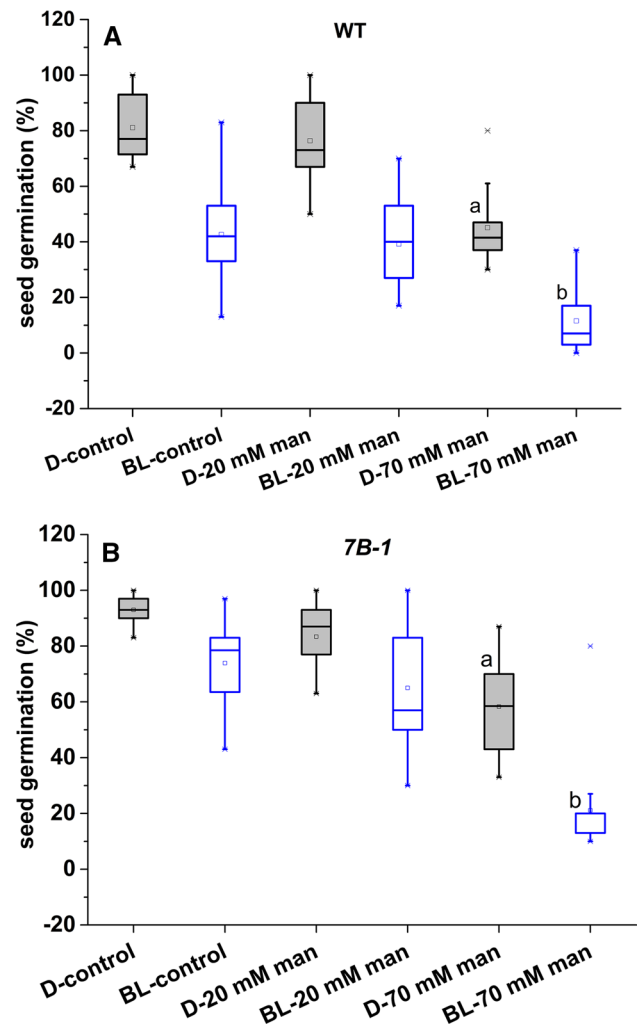 A
WT
seed germination (%)
120
100
80
60
40
20
0
-20
a
b
D-control
BL-control
D-20 mM man
BL-20 mM man
D-70 mM man
BL-70 mM man
B
7B-1
seed germination (%)
120
100
80
60
40
20
0
-20
a
b
D-control
BL-control
D-20 mM man
BL-20 mM man
D-70 mM man
BL-70 mM man